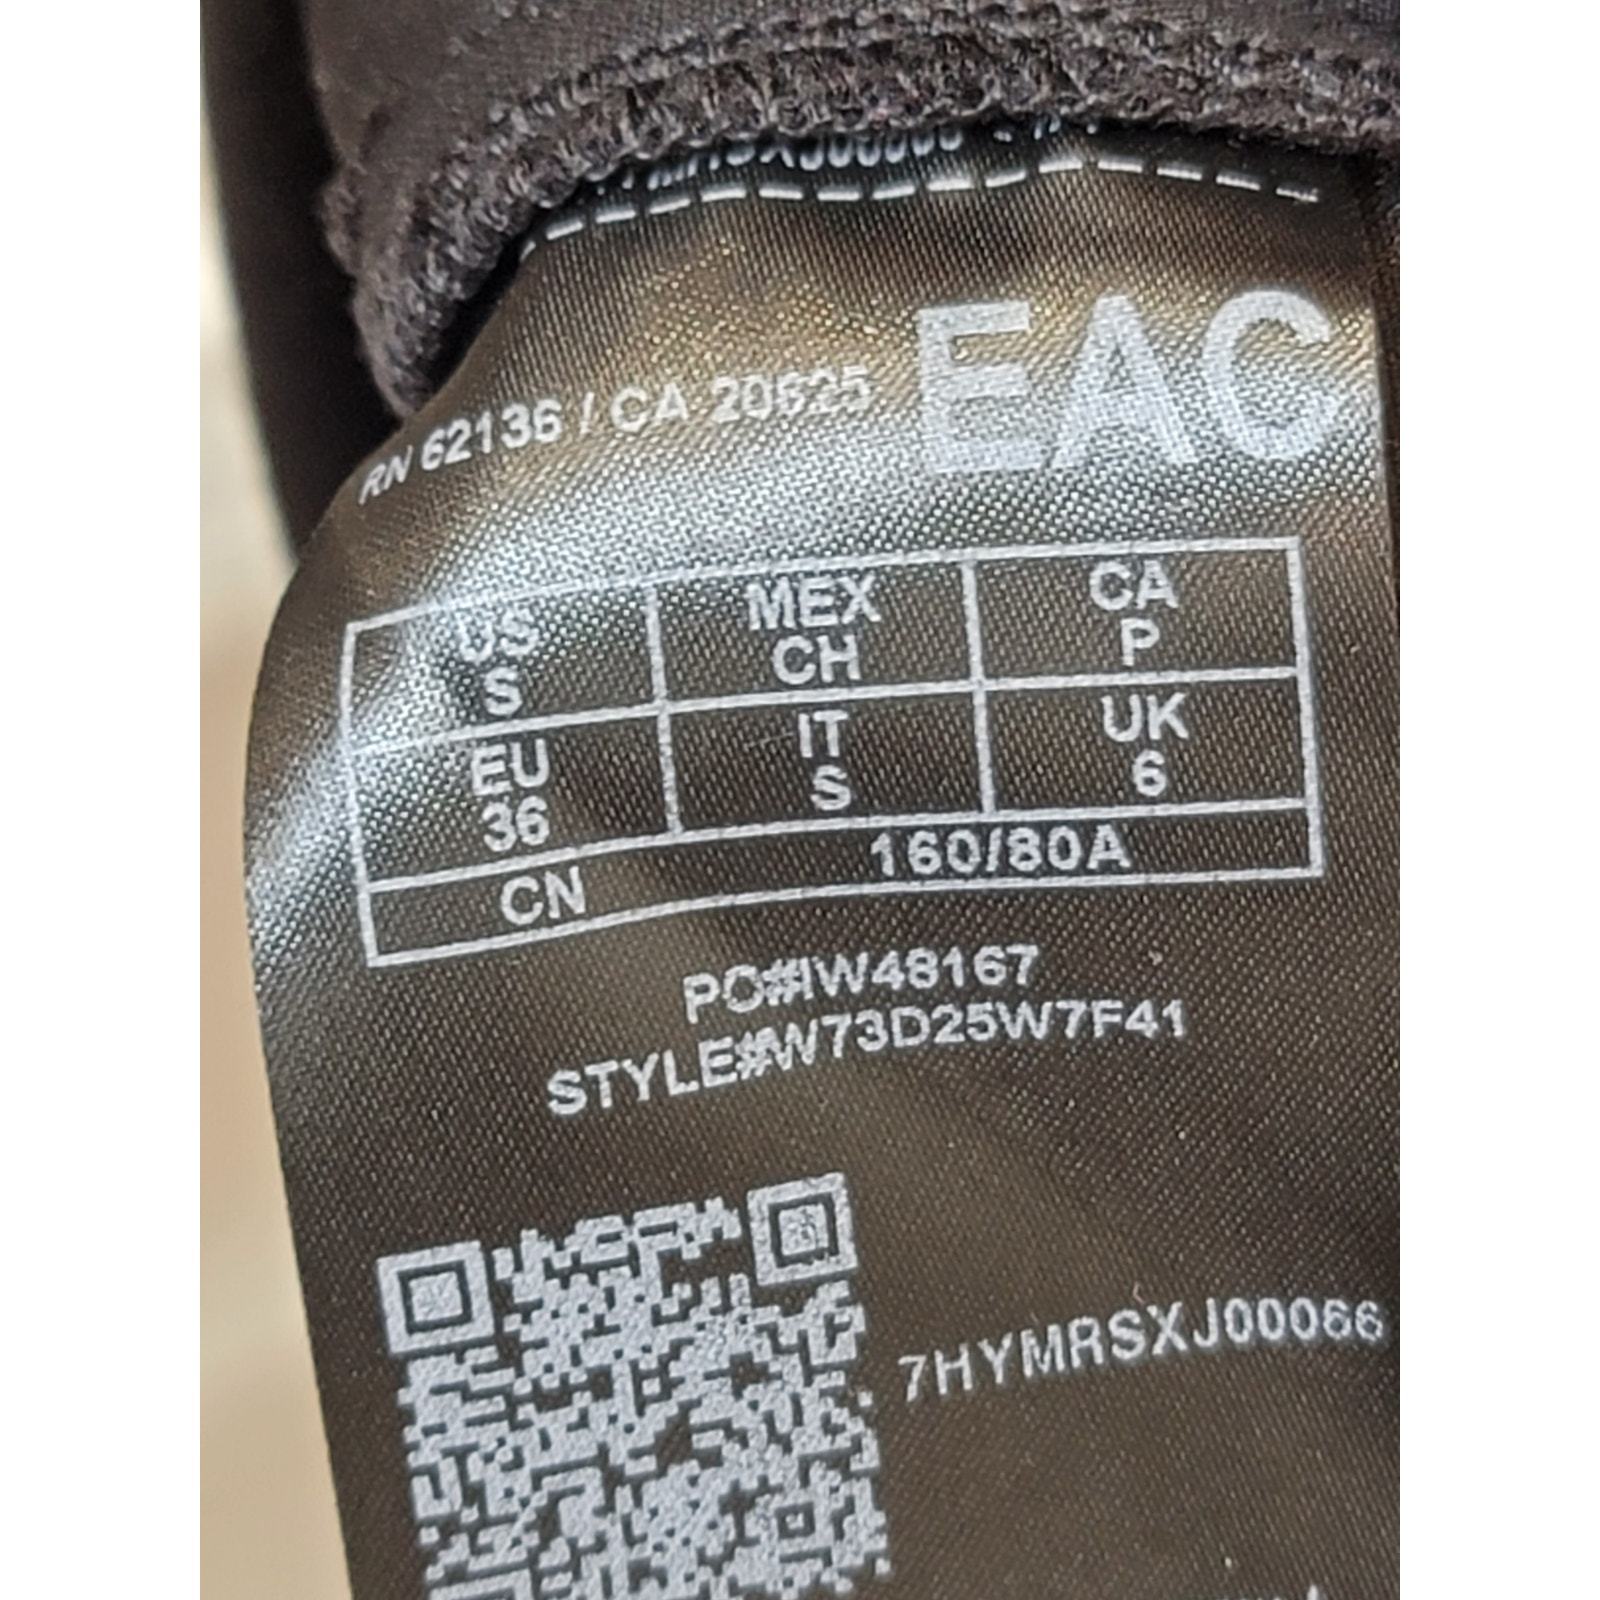 RN 62136 / CA 20625
EAC
US
S
MEX
CH
CA
P
EU
36
IT
S
UK
6
CN
160/80A
PO#IW48167
STYLE#W73D25W7F41
7HYMRSXJ00066